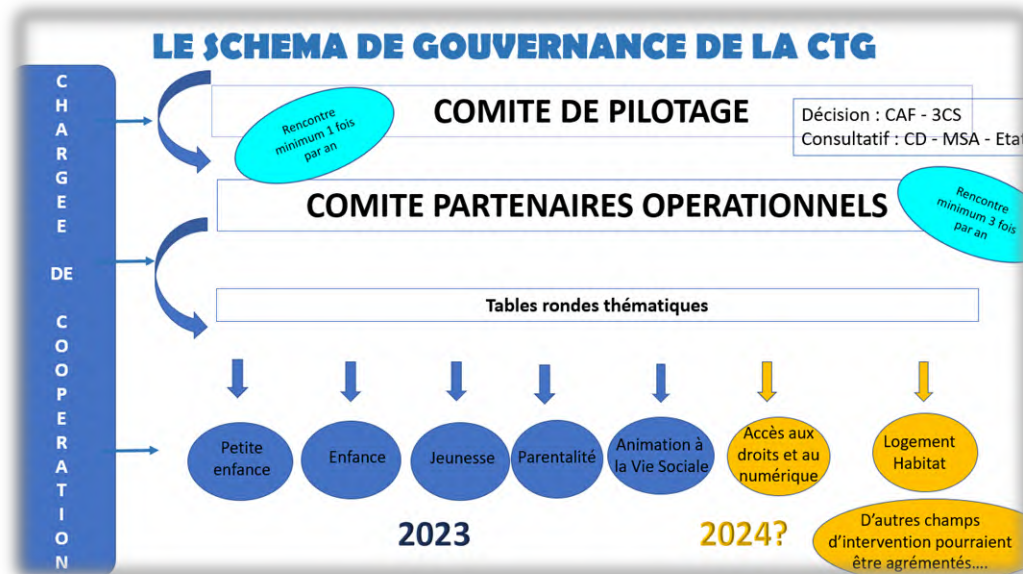 LE SCHEMA DE GOUVERNANCE DE LA CTG
CHARGEE DE COOPERATION
COMITE DE PILOTAGE
Rencontre
minimum 1 fois
par an
Décision : CAF - 3CS
Consultatif : CD - MSA - Etat
COMITE PARTENAIRES OPERATIONNELS
Rencontre
minimum 3 fois
par an
Tables rondes thématiques
Petite
enfance
Enfance
Jeunesse
Parentalité
Animation à
la Vie Sociale
Accès aux
droits et au
numérique
Logement
Habitat
2023
2024?
D'autres champs
d'intervention pourraient
être agrémentés....